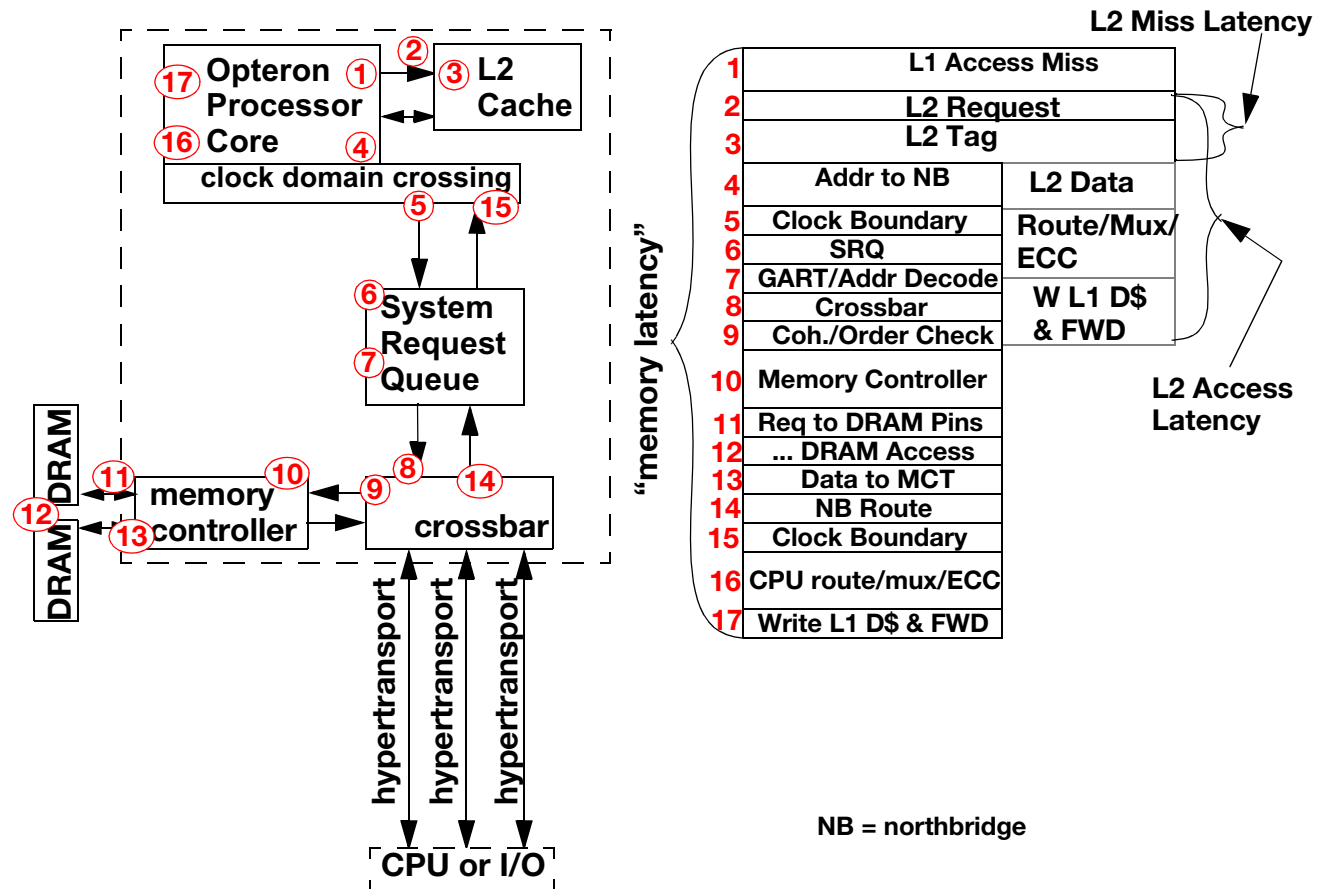 17 Opteron
Processor
16 Core
1
2
3 L2
Cache
4
clock domain crossing
5
15
6 System
Request
7 Queue
8
14
9
crossbar
10
memory
controller
11
12
13
DRAM
DRAM
hypertransport
hypertransport
hypertransport
CPU or I/O
"memory latency"
1 L1 Access Miss
2 L2 Request
3 L2 Tag
4 Addr to NB
5 Clock Boundary
6 SRQ
7 GART/Addr Decode
8 Crossbar
9 Coh./Order Check
10 Memory Controller
11 Req to DRAM Pins
12 ... DRAM Access
13 Data to MCT
14 NB Route
15 Clock Boundary
16 CPU route/mux/ECC
17 Write L1 D$ & FWD
L2 Data
Route/Mux/
ECC
W L1 D$
& FWD
L2 Miss Latency
L2 Access
Latency
NB = northbridge